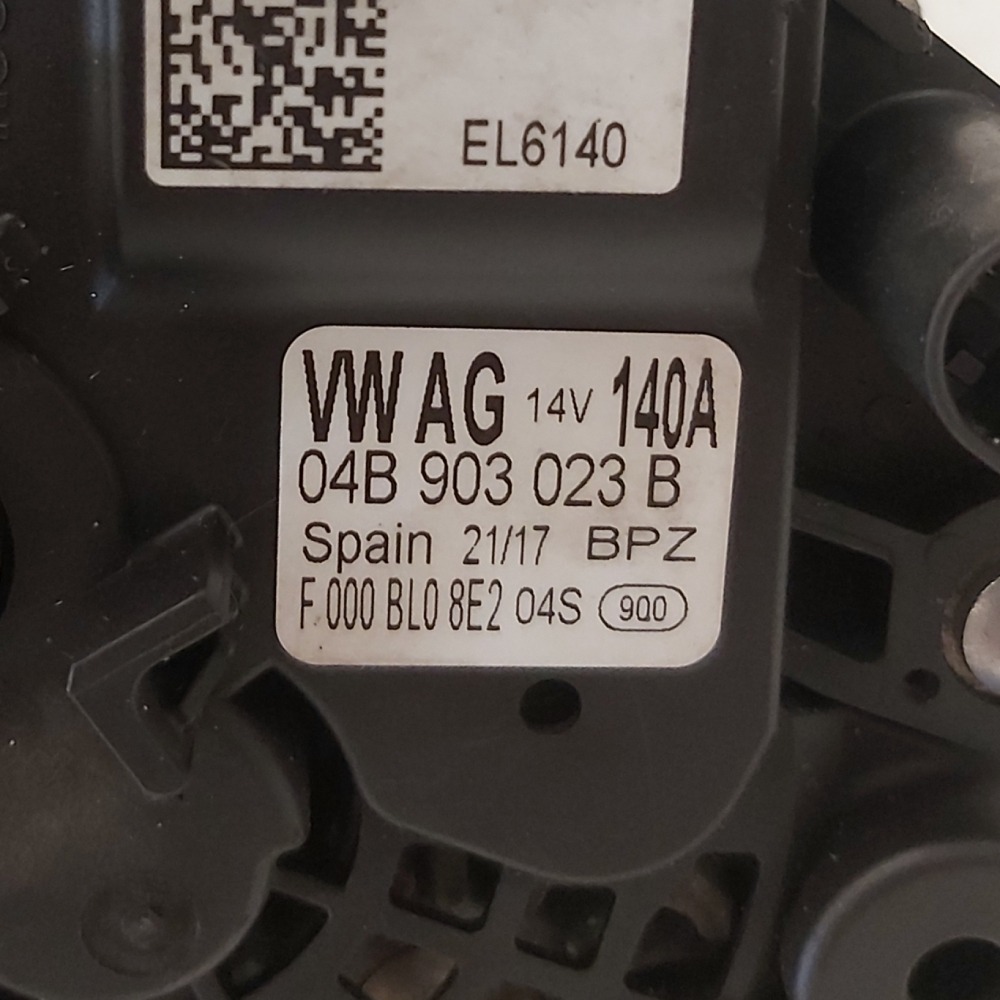 EL6140
VW AG 14V 140A
04B 903 023 B
Spain 21/17 BPZ
F 000 BL0 8E2 04S 900